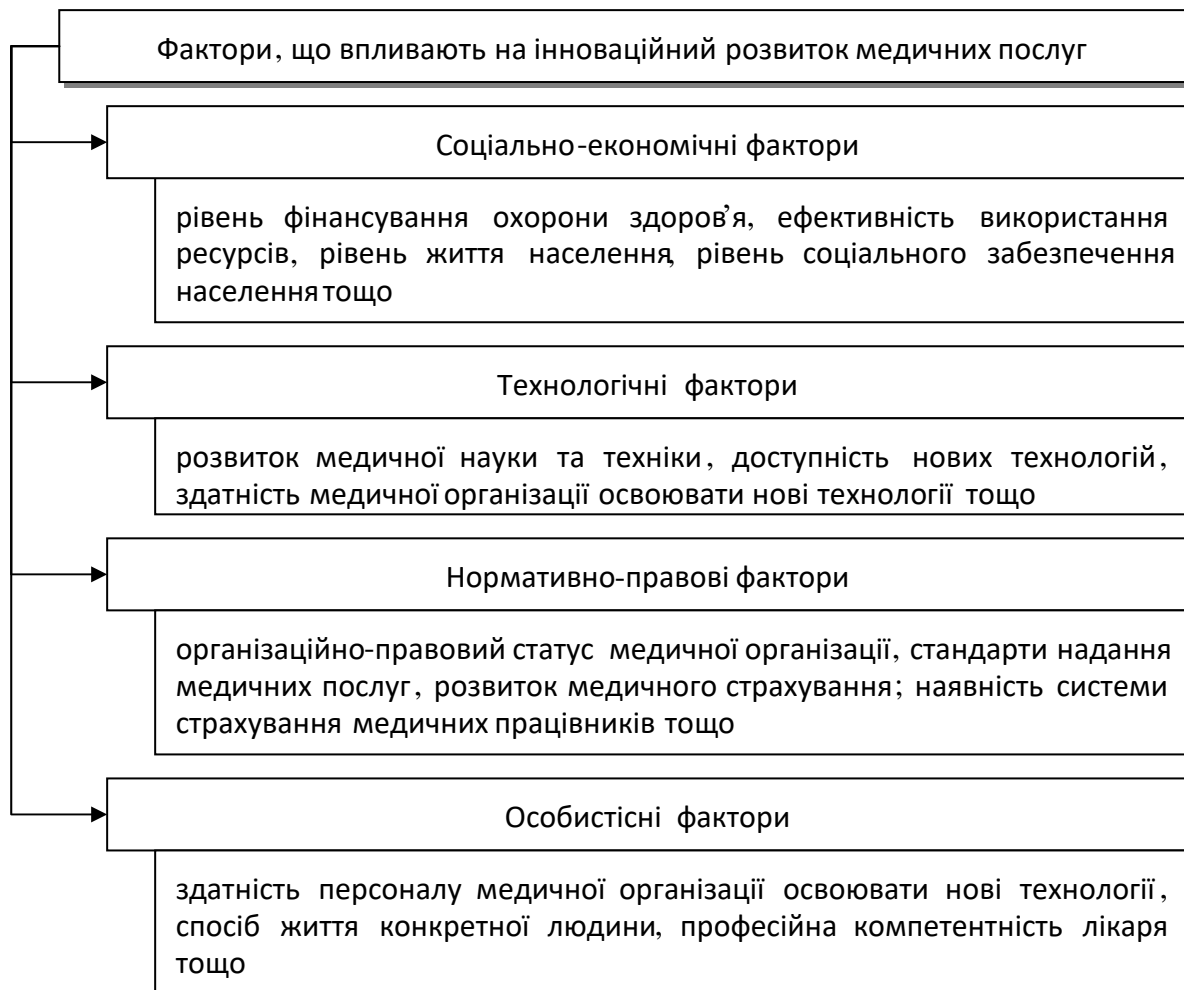 Фактори, що впливають на інноваційний розвиток медичних послуг
Соціально-економічні фактори
рівень фінансування охорони здоров’я, ефективність використання
ресурсів, рівень життя населення, рівень соціального забезпечення
населення тощо
Технологічні фактори
розвиток медичної науки та техніки, доступність нових технологій,
здатність медичної організації освоювати нові технології тощо
Нормативно-правові фактори
організаційно-правовий статус медичної організації, стандарти надання
медичних послуг, розвиток медичного страхування; наявність системи
страхування медичних працівників тощо
Особистісні фактори
здатність персоналу медичної організації освоювати нові технології,
спосіб життя конкретної людини, професійна компетентність лікаря
тощо